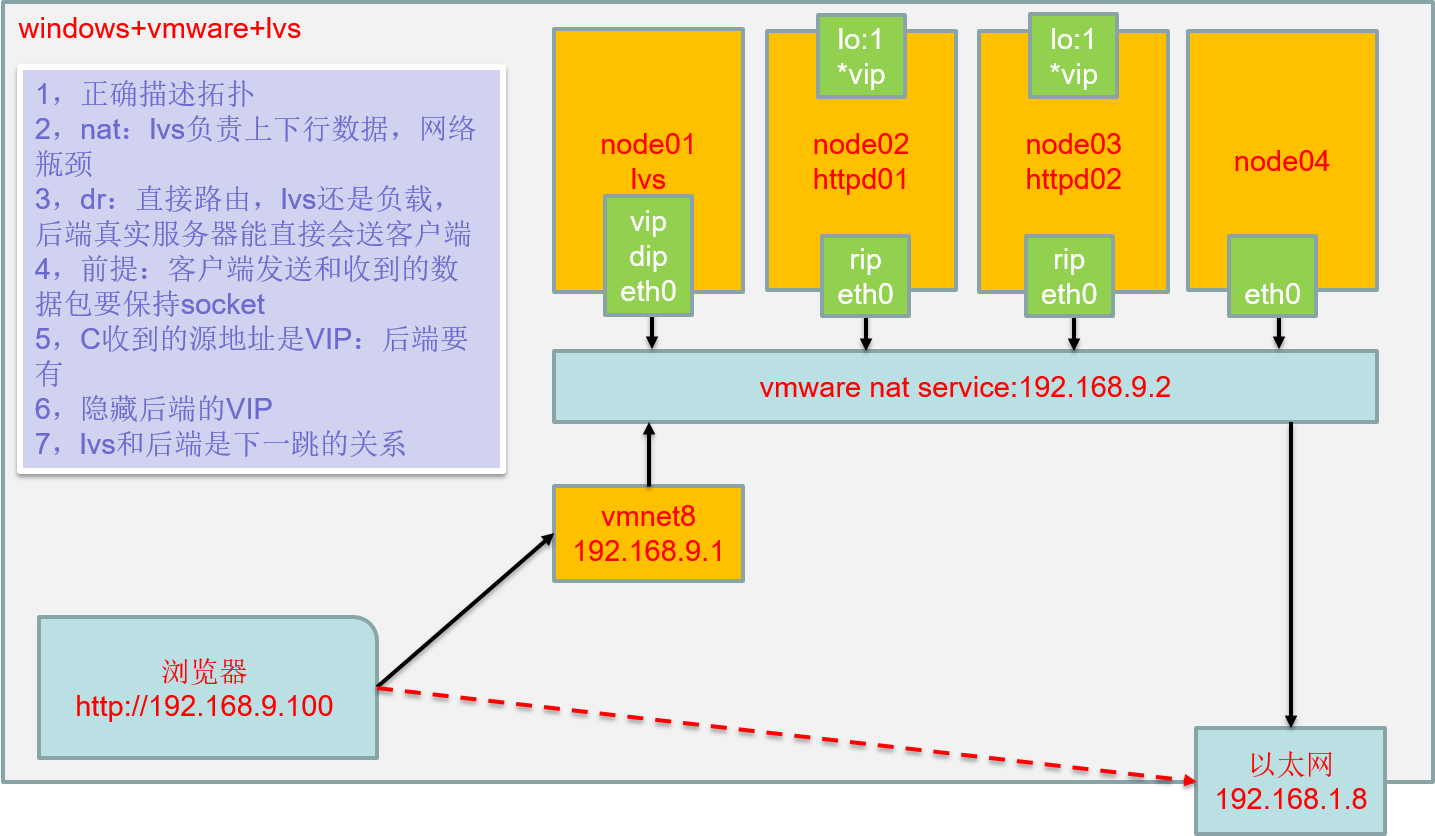 windows+vmware+lvs
1，正确描述拓扑
2，nat：lvs负责上下行数据，网络
瓶颈
3，dr：直接路由，lvs还是负载，
后端真实服务器能直接会送客户端
4，前提：客户端发送和收到的数
据包要保持socket
5，C收到的源地址是VIP：后端要
有
6，隐藏后端的VIP
7，lvs和后端是下一跳的关系
node01
lvs
vip
dip
eth0
lo:1
*vip
node02
httpd01
rip
eth0
lo:1
*vip
node03
httpd02
rip
eth0
node04
eth0
vmware nat service:192.168.9.2
vmnet8
192.168.9.1
浏览器
http://192.168.9.100
以太网
192.168.1.8